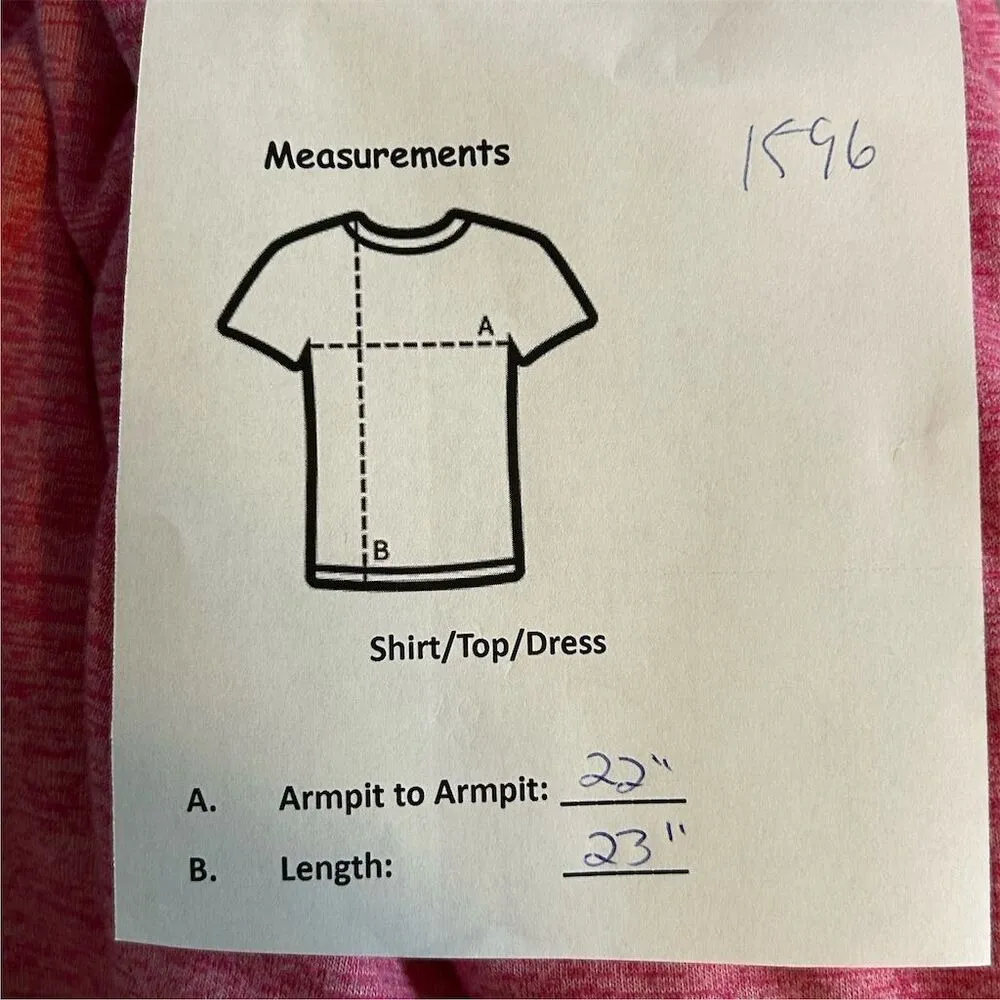 1596
Measurements
A
B
Shirt/Top/Dress
A. Armpit to Armpit: 22"
B. Length: 23"